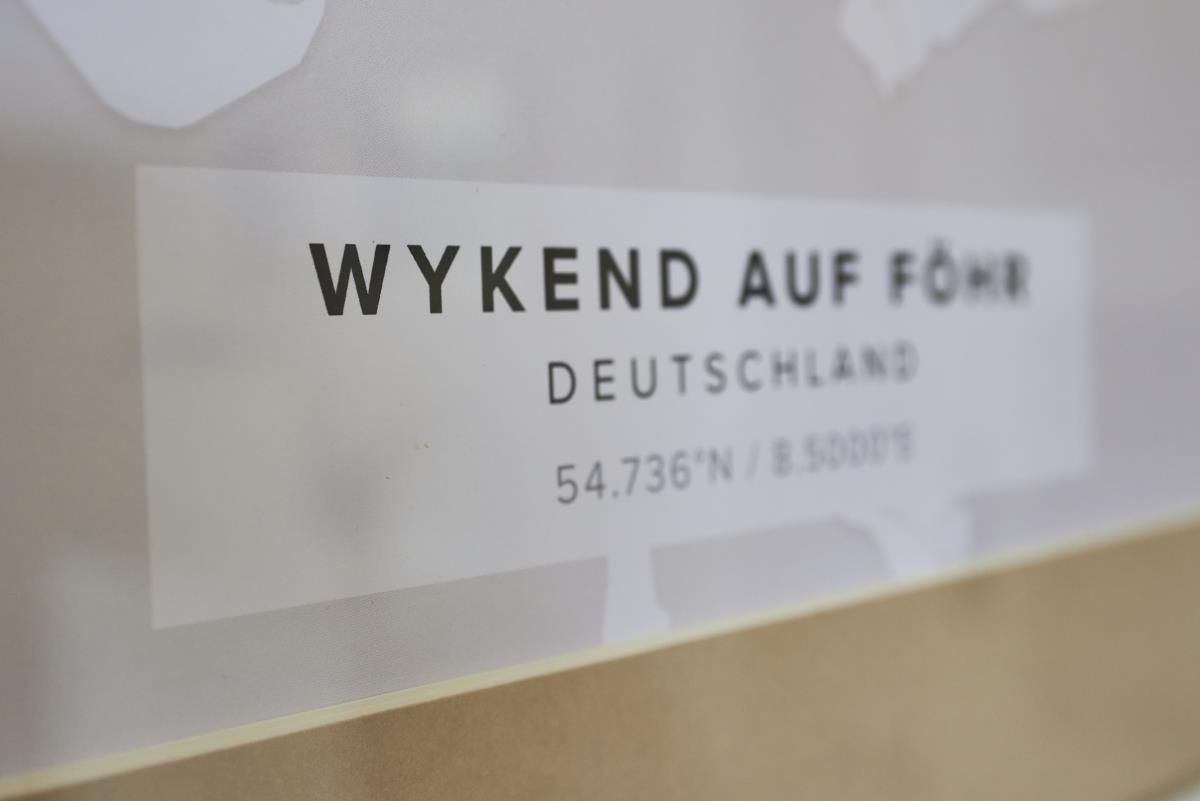 WYKEND AUF FÖHR
DEUTSCHLAND
54.736°N / 8.5000°E